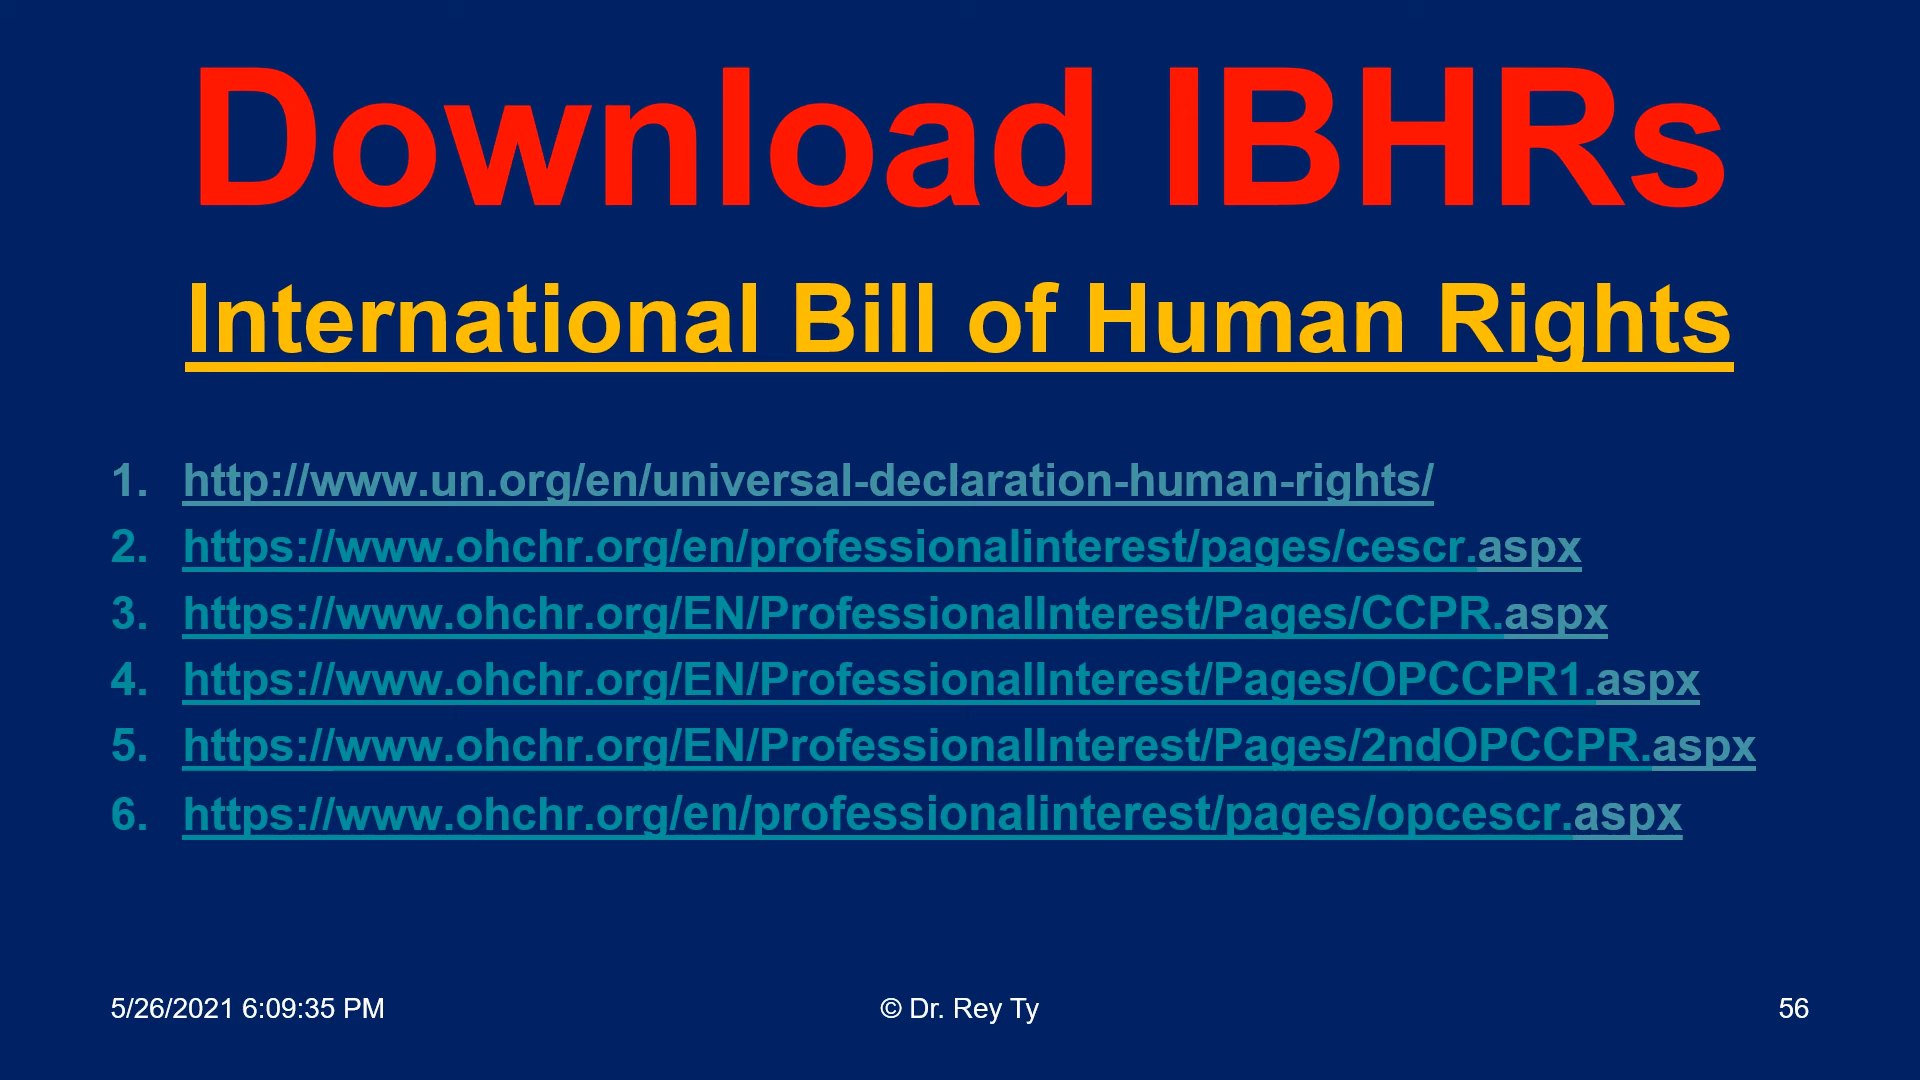 Download IBHRs
International Bill of Human Rights
1. http://www.un.org/en/universal-declaration-human-rights/
2. https://www.ohchr.org/en/professionalinterest/pages/cescr.aspx
3. https://www.ohchr.org/EN/ProfessionalInterest/Pages/CCPR.aspx
4. https://www.ohchr.org/EN/ProfessionalInterest/Pages/OPCCPR1.aspx
5. https://www.ohchr.org/EN/ProfessionalInterest/Pages/2ndOPCCPR.aspx
6. https://www.ohchr.org/en/professionalinterest/pages/opcescr.aspx
5/26/2021 6:09:35 PM © Dr. Rey Ty 56